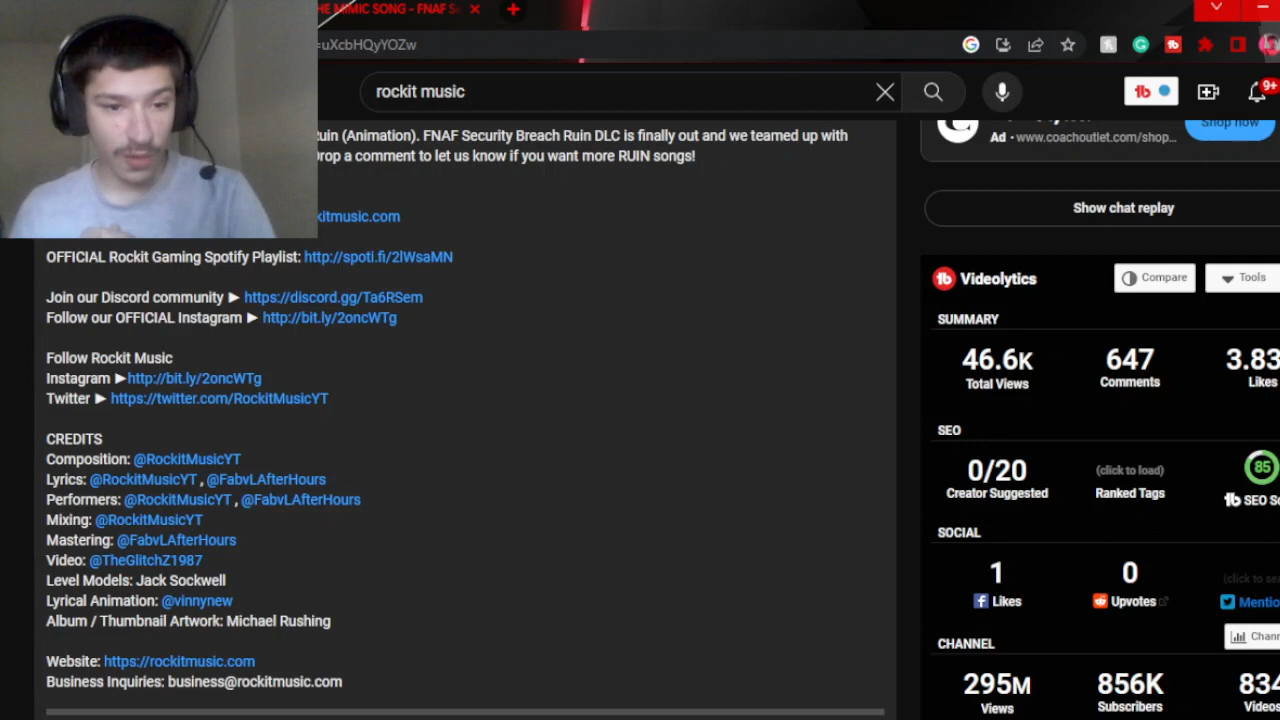 HE MIMIC SONG - FNAF S
=uXcbHQyYOZw
rockit music
9+
Ruin (Animation). FNAF Security Breach Ruin DLC is finally out and we teamed up with
Drop a comment to let us know if you want more RUIN songs!
kitmusic.com
OFFICIAL Rockit Gaming Spotify Playlist: http://spoti.fi/2lWsaMN
Join our Discord community ► https://discord.gg/Ta6RSem
Follow our OFFICIAL Instagram ► http://bit.ly/2oncWTg
Follow Rockit Music
Instagram ►http://bit.ly/2oncWTg
Twitter ► https://twitter.com/RockitMusicYT
CREDITS
Composition: @RockitMusicYT
Lyrics: @RockitMusicYT , @FabvLAfterHours
Performers: @RockitMusicYT , @FabvLAfterHours
Mixing: @RockitMusicYT
Mastering: @FabvLAfterHours
Video: @TheGlitchZ1987
Level Models: Jack Sockwell
Lyrical Animation: @vinnynew
Album / Thumbnail Artwork: Michael Rushing
Website: https://rockitmusic.com
Business Inquiries: business@rockitmusic.com
Shop now
Ad • www.coachoutlet.com/shop...
Show chat replay
Videolytics
Compare
Tools
SUMMARY
46.6K
Total Views
647
Comments
3.83
Likes
SEO
0/20
Creator Suggested
(click to load)
Ranked Tags
85
SEO Sc
SOCIAL
1
Likes
0
Upvotes
(click to se
Mentio
CHANNEL
Chann
295M
Views
856K
Subscribers
834
Videos